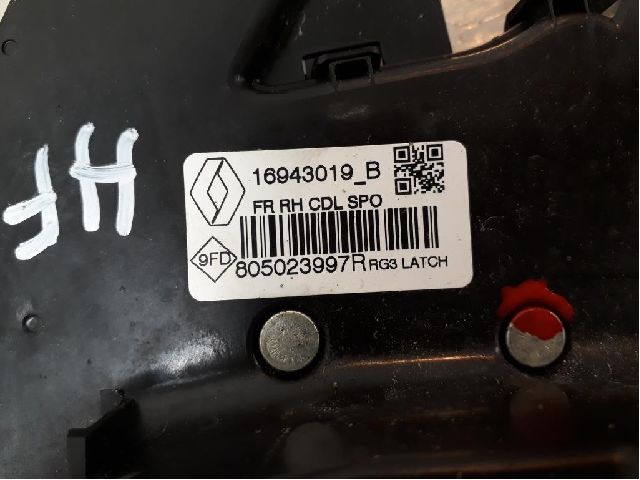 16943019_B
FR RH CDL SPO
9FD 805023997R RG3 LATCH
HF